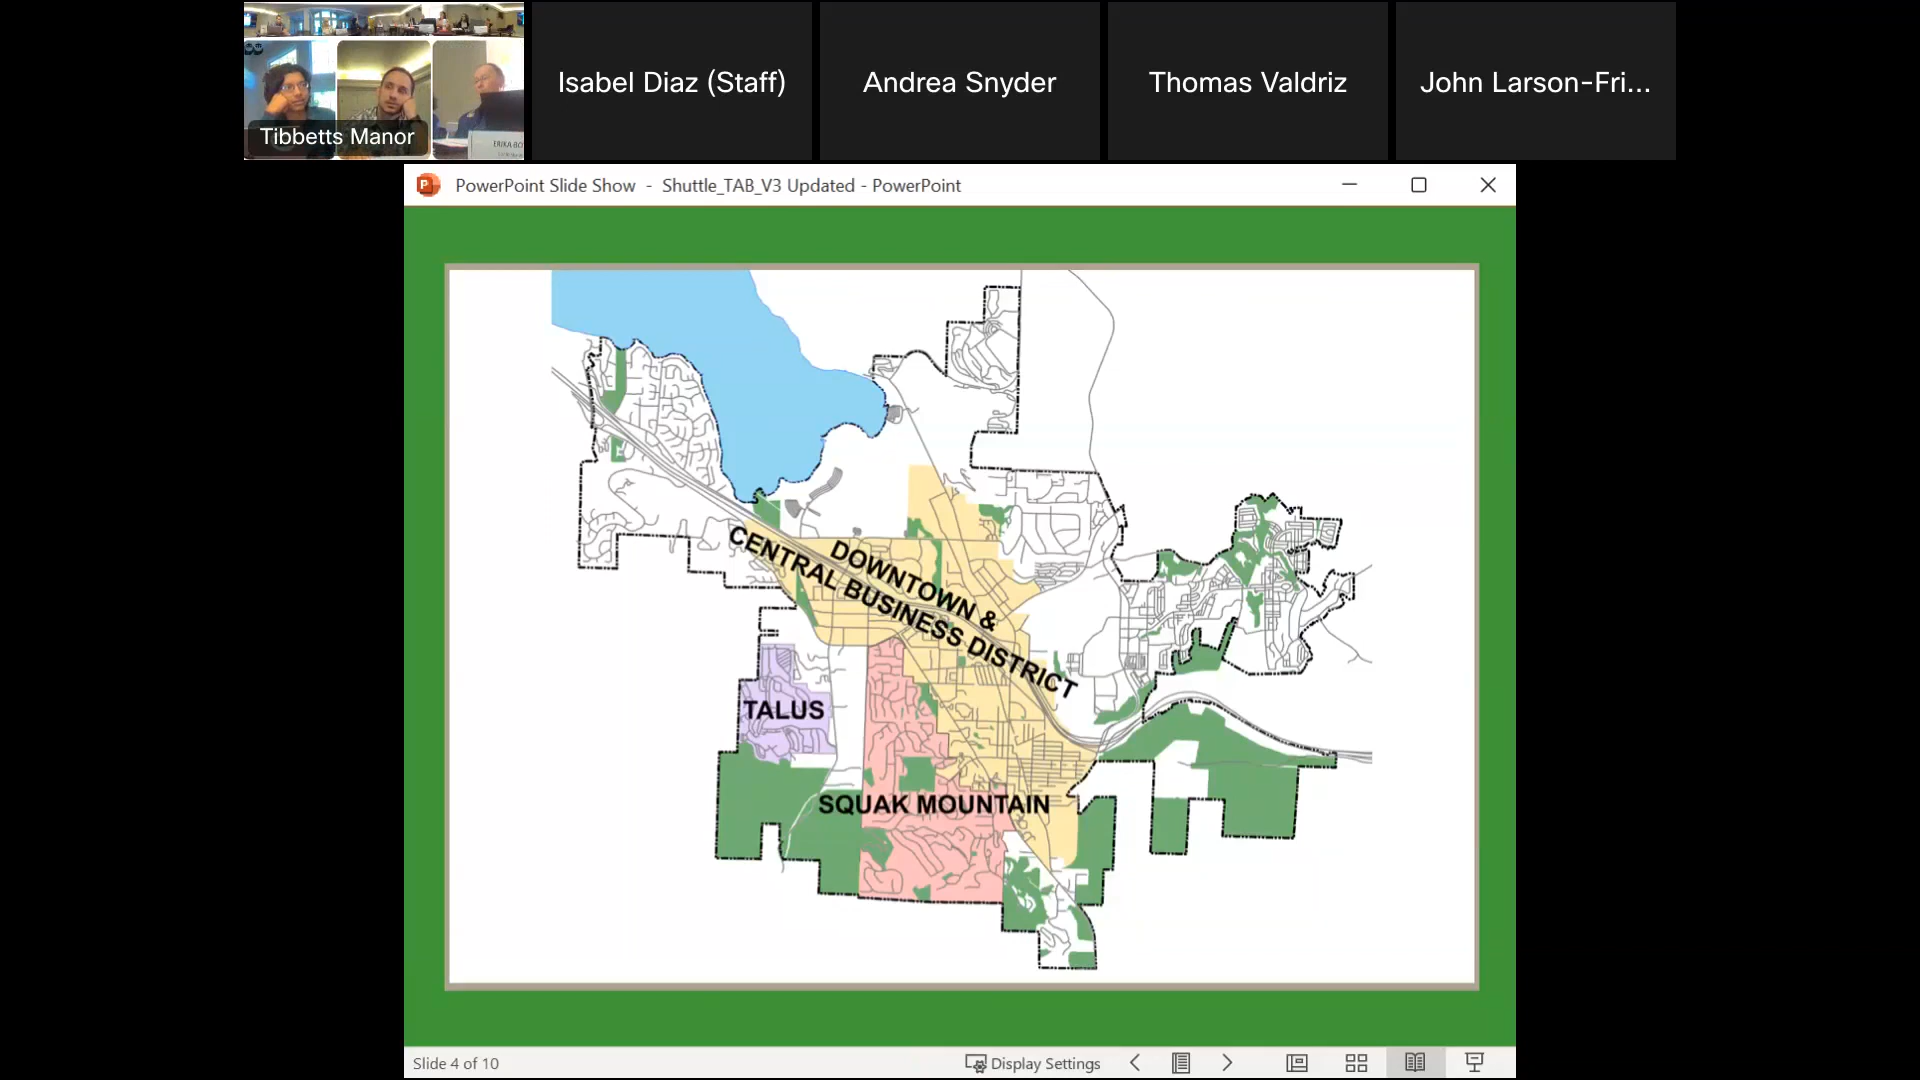 Tibbetts Manor
Isabel Diaz (Staff)
Andrea Snyder
Thomas Valdriz
John Larson-Fri...
PowerPoint Slide Show - Shuttle_TAB_V3 Updated - PowerPoint
DOWNTOWN &
CENTRAL BUSINESS DISTRICT
TALUS
SQUAK MOUNTAIN
Slide 4 of 10
Display Settings